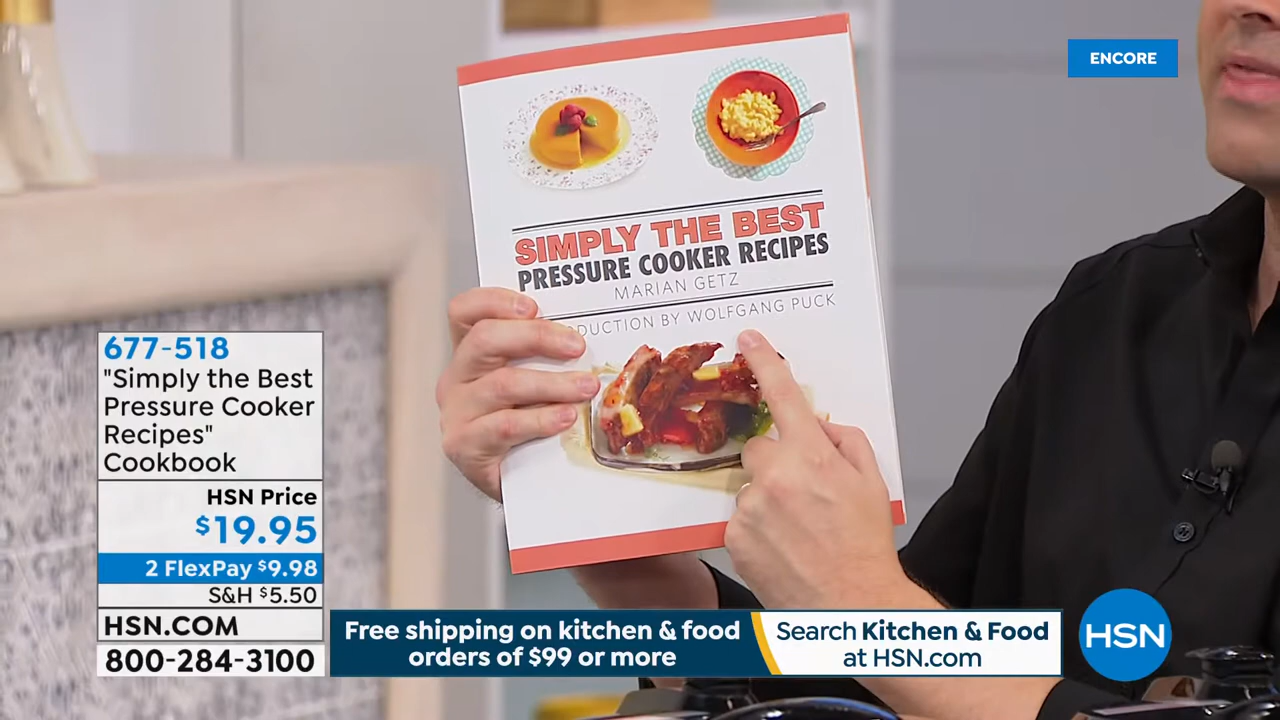 ENCORE
SIMPLY THE BEST
PRESSURE COOKER RECIPES
MARIAN GETZ
BY WOLFGANG PUCK
677-518
"Simply the Best
Pressure Cooker
Recipes"
Cookbook
HSN Price
$19.95
2 FlexPay $9.98
S&H $5.50
HSN.COM
800-284-3100
Free shipping on kitchen & food
orders of $99 or more
Search Kitchen & Food
at HSN.com
HSN